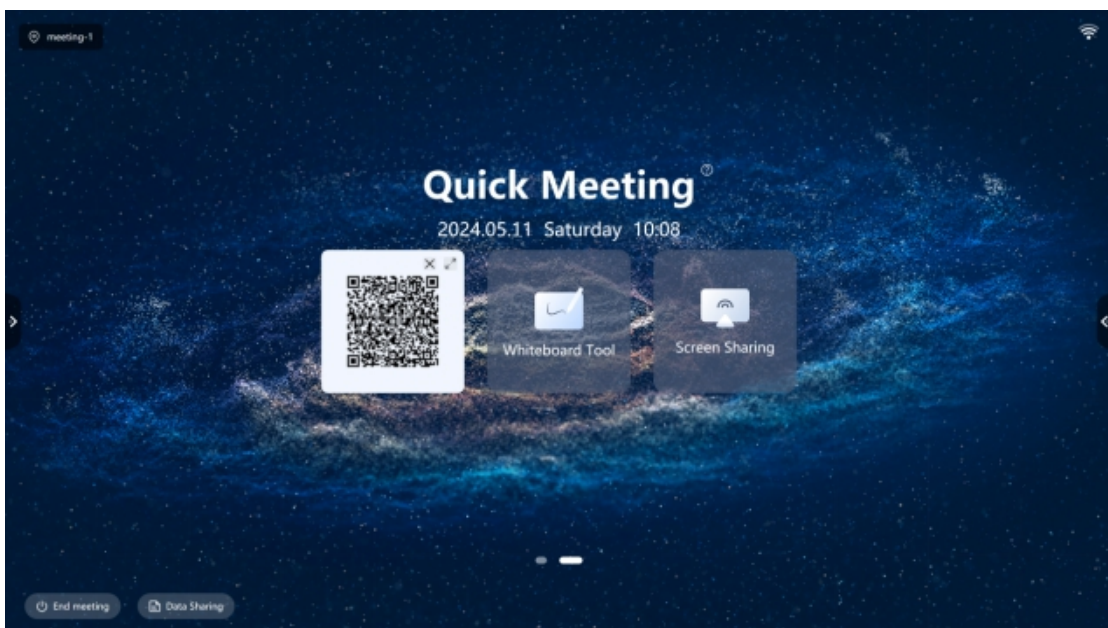 meeting-1
Quick Meeting
2024.05.11 Saturday 10:08
Whiteboard Tool
Screen Sharing
End meeting
Data Sharing